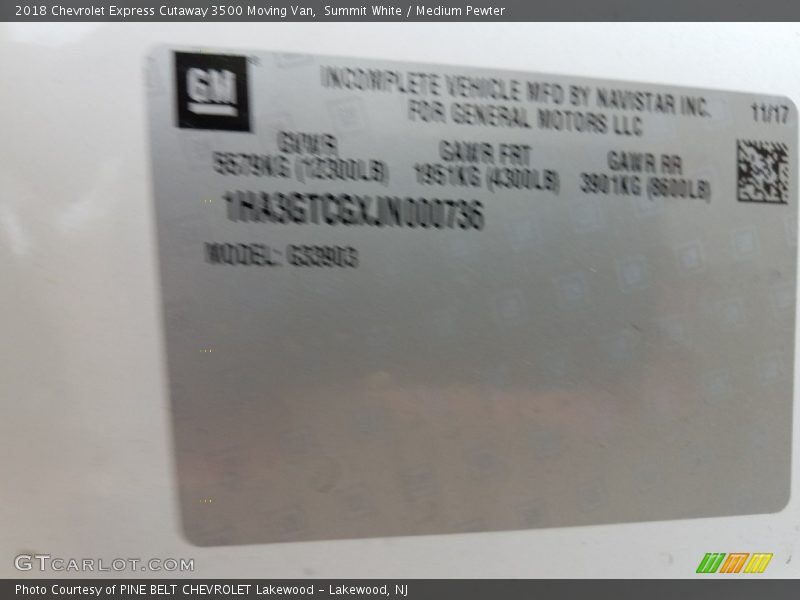 2018 Chevrolet Express Cutaway 3500 Moving Van,  Summit White / Medium Pewter
GM
INCOMPLETE VEHICLE MFD BY NAVISTAR INC.
FOR GENERAL MOTORS LLC
11/17
GVWR
5579KG (12300LB)
GAWR FRT
1951KG (4300LB)
GAWR RR
3901KG (8600LB)
1HA3GTCGXJN000736
MODEL: G33903
GTCARLOT.COM
Photo Courtesy of PINE BELT CHEVROLET Lakewood - Lakewood, NJ